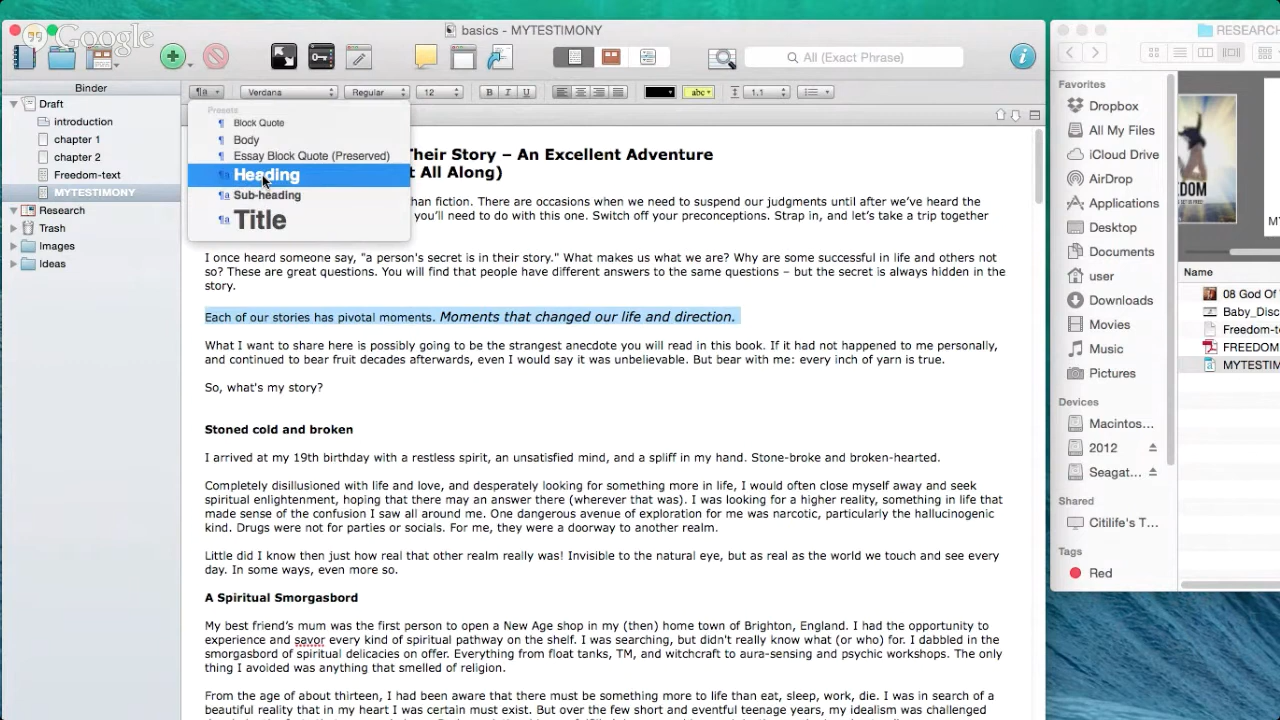 Google
basics - MYTESTIMONY
All (Exact Phrase)
Binder
Verdana
Regular
12
B I U
abc
1.1
Draft
introduction
chapter 1
chapter 2
Freedom-text
MYTESTIMONY
Research
Trash
Images
Ideas
Presets
Block Quote
Body
Essay Block Quote (Preserved)
Heading
Sub-heading
Title
Their Story – An Excellent Adventure
t All Along)
han fiction. There are occasions when we need to suspend our judgments until after we've heard the
you'll need to do with this one. Switch off your preconceptions. Strap in, and let's take a trip together
I once heard someone say, "a person's secret is in their story." What makes us what we are? Why are some successful in life and others not
so? These are great questions. You will find that people have different answers to the same questions – but the secret is always hidden in the
story.
Each of our stories has pivotal moments. Moments that changed our life and direction.
What I want to share here is possibly going to be the strangest anecdote you will read in this book. If it had not happened to me personally,
and continued to bear fruit decades afterwards, even I would say it was unbelievable. But bear with me: every inch of yarn is true.
So, what's my story?
Stoned cold and broken
I arrived at my 19th birthday with a restless spirit, an unsatisfied mind, and a spliff in my hand. Stone-broke and broken-hearted.
Completely disillusioned with life and love and desperately looking for something more in life, I would often close myself away and seek
spiritual enlightenment, hoping that there may an answer there (wherever that was). I was looking for a higher reality, something in life that
made sense of the confusion I saw all around me. One dangerous avenue of exploration for me was narcotic, particularly the hallucinogenic
kind. Drugs were not for parties or socials. For me, they were a doorway to another realm.
Little did I know then just how real that other realm really was! Invisible to the natural eye, but as real as the world we touch and see every
day. In some ways, even more so.
A Spiritual Smorgasbord
My best friend's mum was the first person to open a New Age shop in my (then) home town of Brighton, England. I had the opportunity to
experience and savor every kind of spiritual pathway on the shelf. I was searching, but didn't really know what (or who) for. I dabbled in the
smorgasbord of spiritual delicacies on offer. Everything from float tanks, TM, and witchcraft to aura-sensing and psychic workshops. The only
thing I avoided was anything that smelled of religion.
From the age of about thirteen, I had been aware that there must be something more to life than eat, sleep, work, die. I was in search of a
beautiful reality that in my heart I was certain must exist. But over the few short and eventful teenage years, my idealism was challenged
RESEARCH
Favorites
Dropbox
All My Files
iCloud Drive
AirDrop
Applications
Desktop
Documents
user
Downloads
Movies
Music
Pictures
Devices
Macintos...
2012
Seagat...
Shared
Citilife's T...
Tags
Red
EDOM
MY
Name
08 God Of
Baby_Disc
Freedom-t
FREEDOM
MYTESTIM